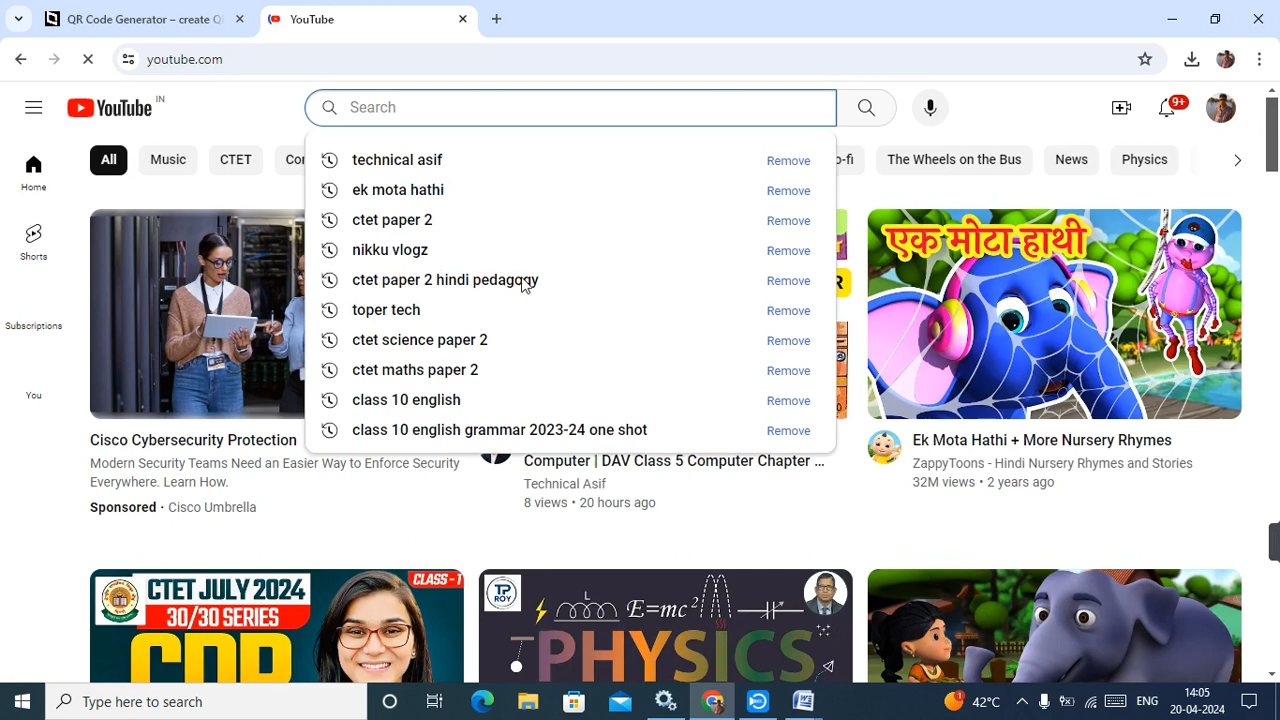 QR Code Generator – create Q
YouTube
youtube.com
YouTube IN
Search
9+
All
Music
CTET
The Wheels on the Bus
News
Physics
technical asif Remove
ek mota hathi Remove
ctet paper 2 Remove
nikku vlogz Remove
ctet paper 2 hindi pedagogy Remove
toper tech Remove
ctet science paper 2 Remove
ctet maths paper 2 Remove
class 10 english Remove
class 10 english grammar 2023-24 one shot Remove
Home
Shorts
Subscriptions
You
एक मोटा हाथी
Cisco Cybersecurity Protection
Modern Security Teams Need an Easier Way to Enforce Security
Everywhere. Learn How.
Sponsored · Cisco Umbrella
Computer | DAV Class 5 Computer Chapter ...
Technical Asif
8 views • 20 hours ago
Ek Mota Hathi + More Nursery Rhymes
ZappyToons - Hindi Nursery Rhymes and Stories
32M views • 2 years ago
CTET JULY 2024
CLASS - 1
30/30 SERIES
CDP
TP
ROY
L
E=mc²
PHYSICS
Type here to search
1
42°C
ENG
14:05
20-04-2024